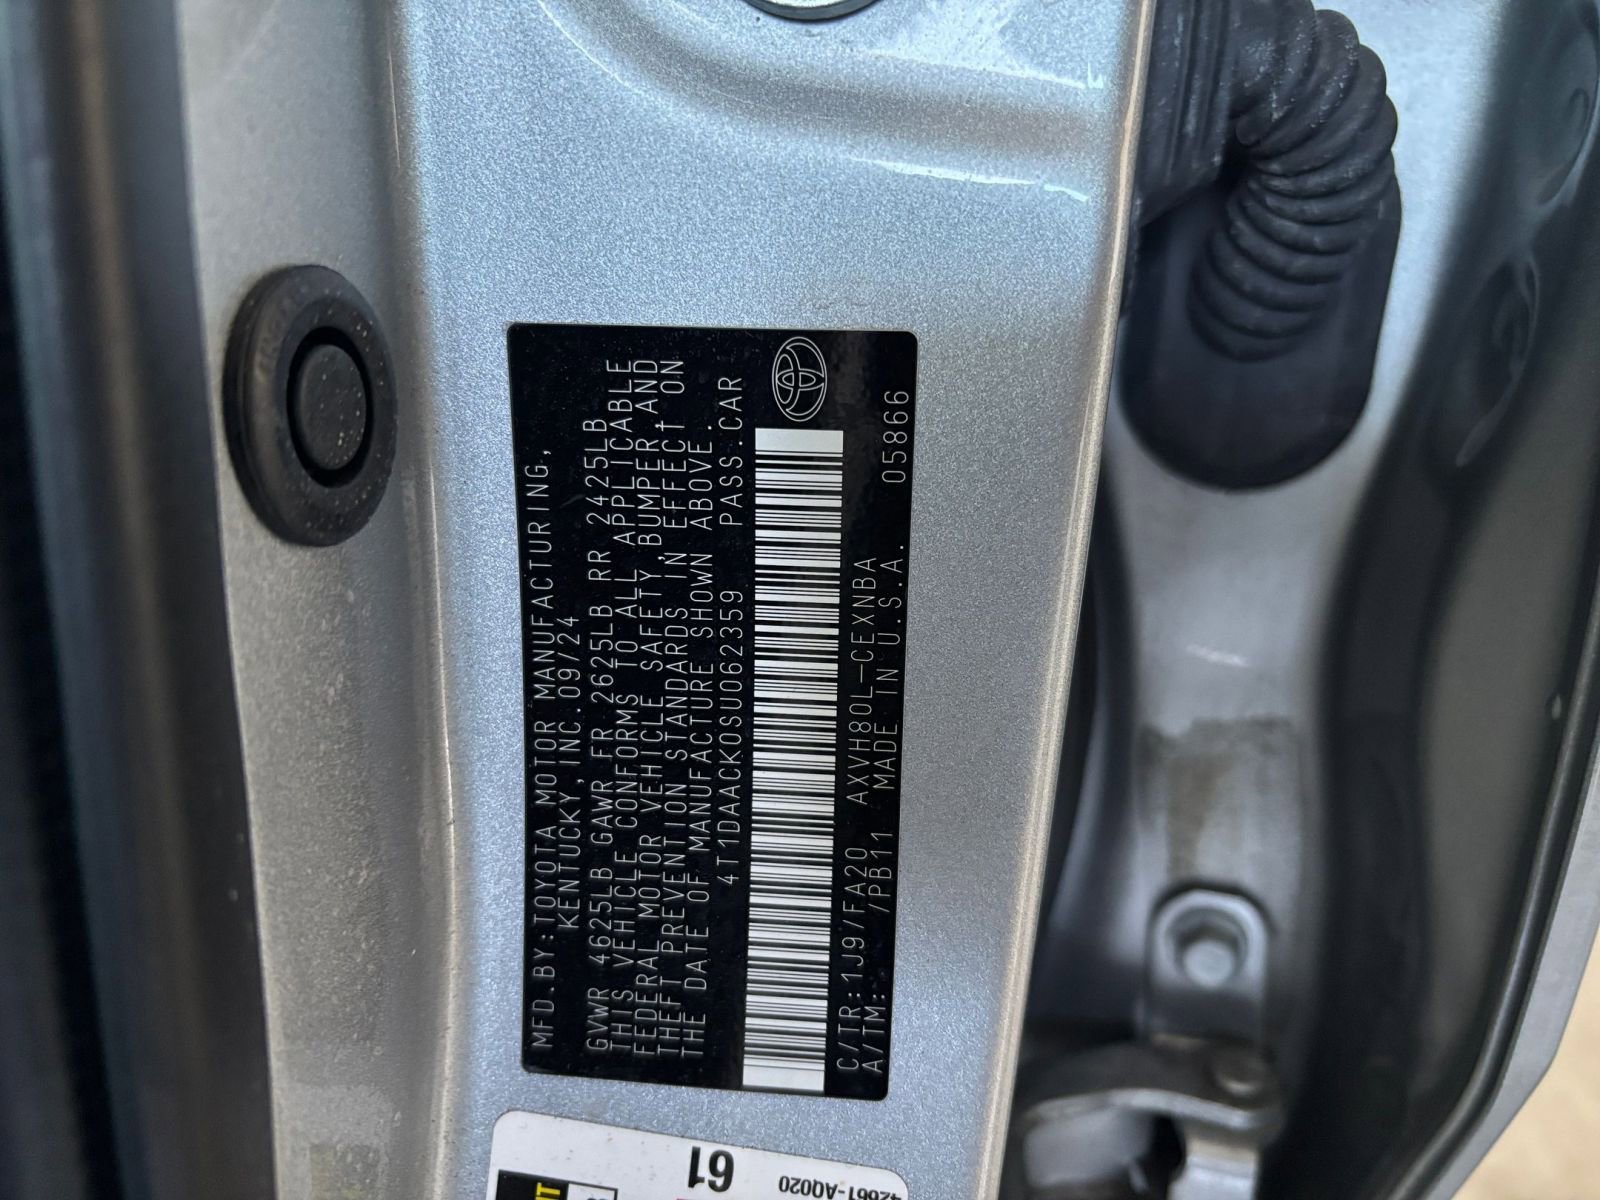 MFD.BY:TOYOTA MOTOR MANUFACTURING,
KENTUCKY,INC.09/24
GVWR 4625LB GAWR FR 2625LB RR 2425LB
THIS VEHICLE CONFORMS TO ALL APPLICABLE
FEDERAL MOTOR VEHICLE SAFETY,BUMPER,AND
THEFT PREVENTION STANDARDS IN EFFECT ON
THE DATE OF MANUFACTURE SHOWN ABOVE.
4T1DAACK0SU062359 PASS.CAR
C/TR:1J9/FA20 AXVH80L-CEXNBA 05866
A/TM:-/PB11 MADE IN U.S.A.
61
42661-AQ020